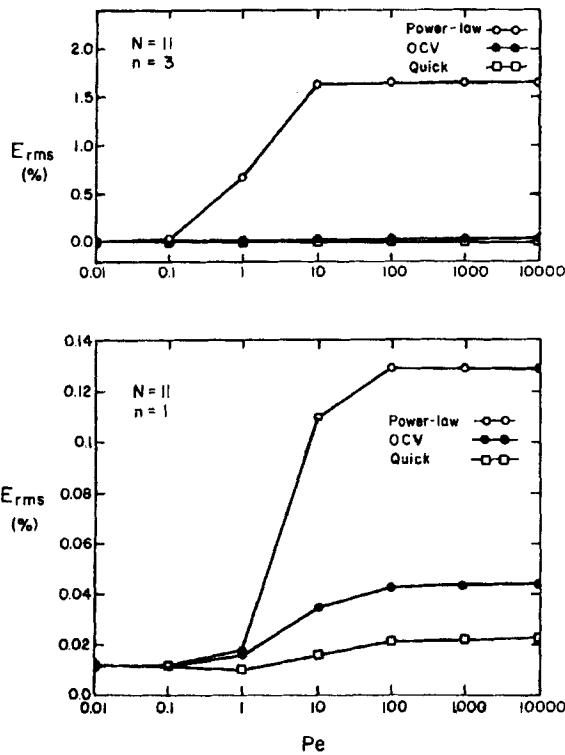 N = 11
n = 3
Power-law
OCV
Quick
2.0
1.5
1.0
0.5
0.0
Erms
(%)
0.01 0.1 1 10 100 1000 10000
N = 11
n = 1
Power-law
OCV
Quick
0.14
0.12
0.10
0.08
0.06
0.04
0.02
0.0
Erms
(%)
0.01 0.1 1 10 100 1,000 10000
Pe